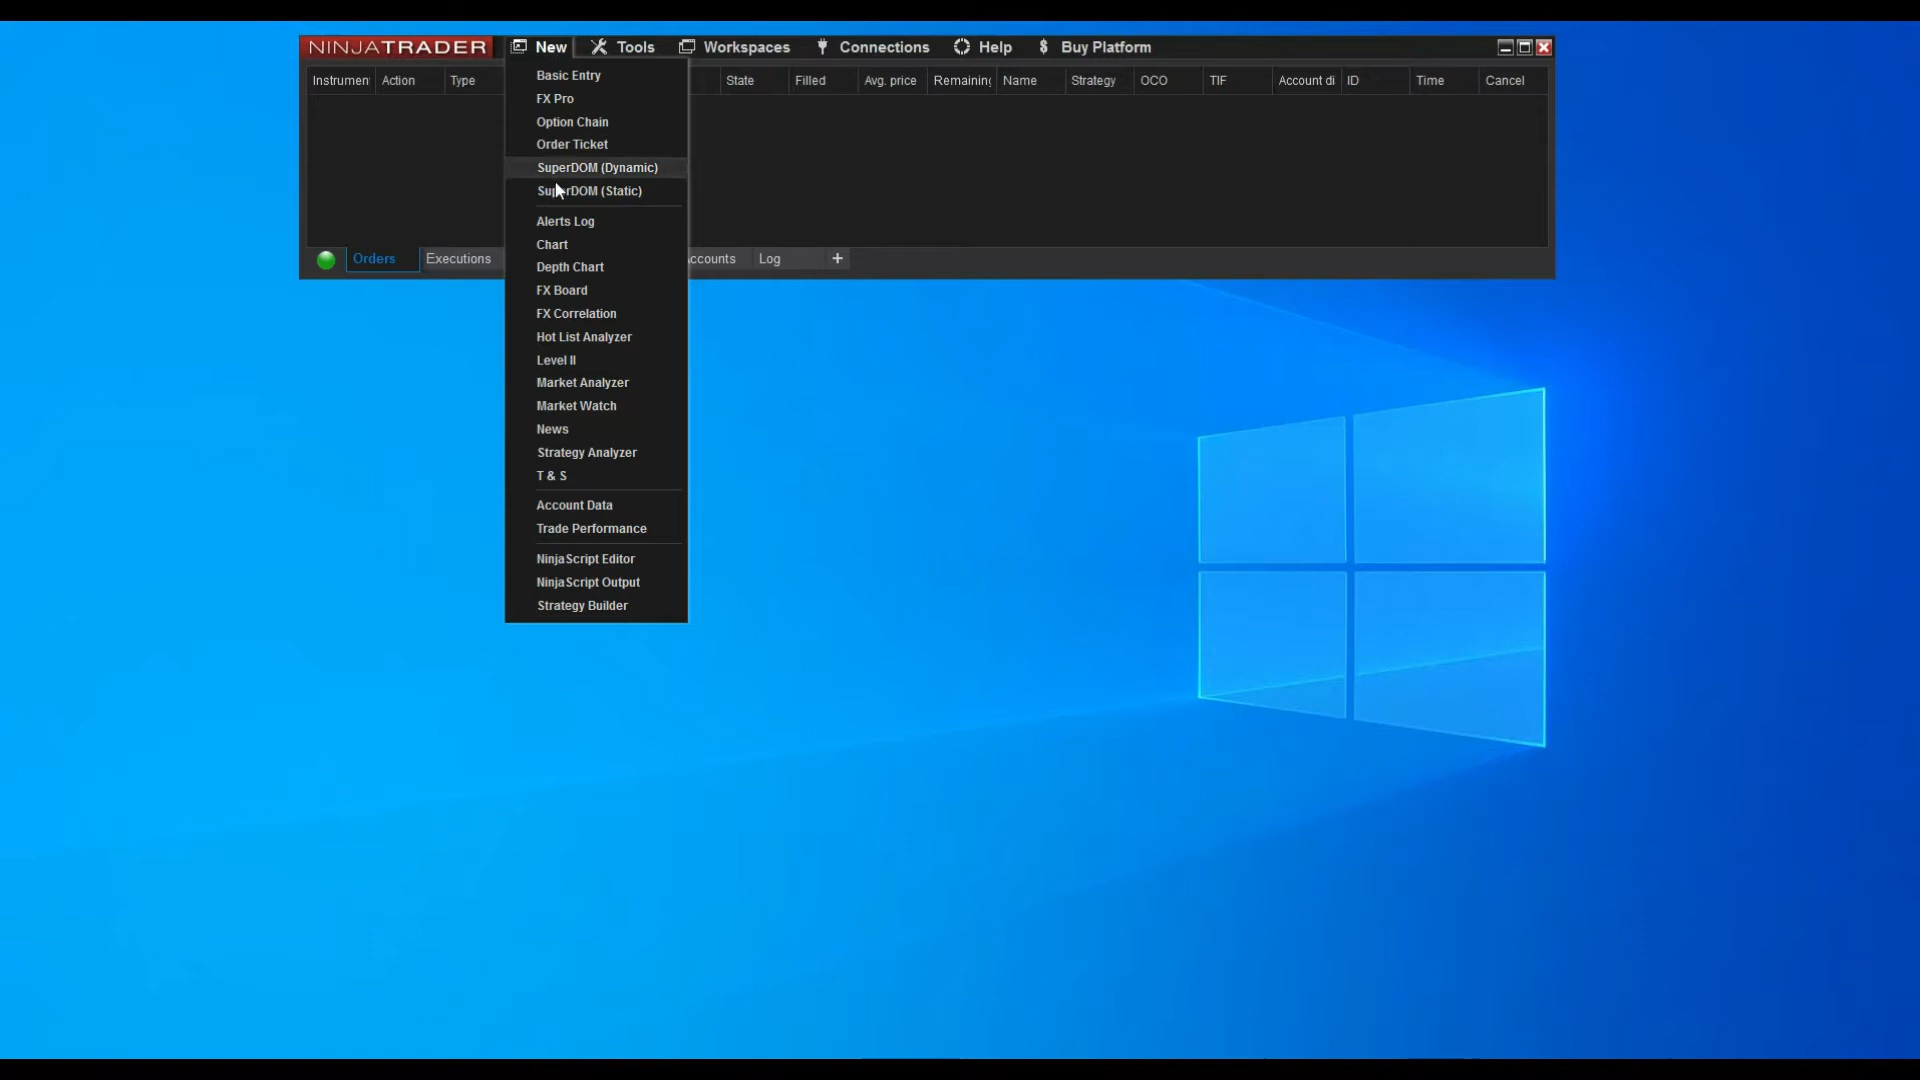 NINJATRADER New Tools Workspaces Connections Help $ Buy Platform
Instrumen Action Type State Filled Avg. price Remaining Name Strategy OCO TIF Account di ID Time Cancel
Basic Entry
FX Pro
Option Chain
Order Ticket
SuperDOM (Dynamic)
SuperDOM (Static)
Alerts Log
Chart
Orders Executions ccounts Log +
Depth Chart
FX Board
FX Correlation
Hot List Analyzer
Level II
Market Analyzer
Market Watch
News
Strategy Analyzer
T & S
Account Data
Trade Performance
NinjaScript Editor
NinjaScript Output
Strategy Builder